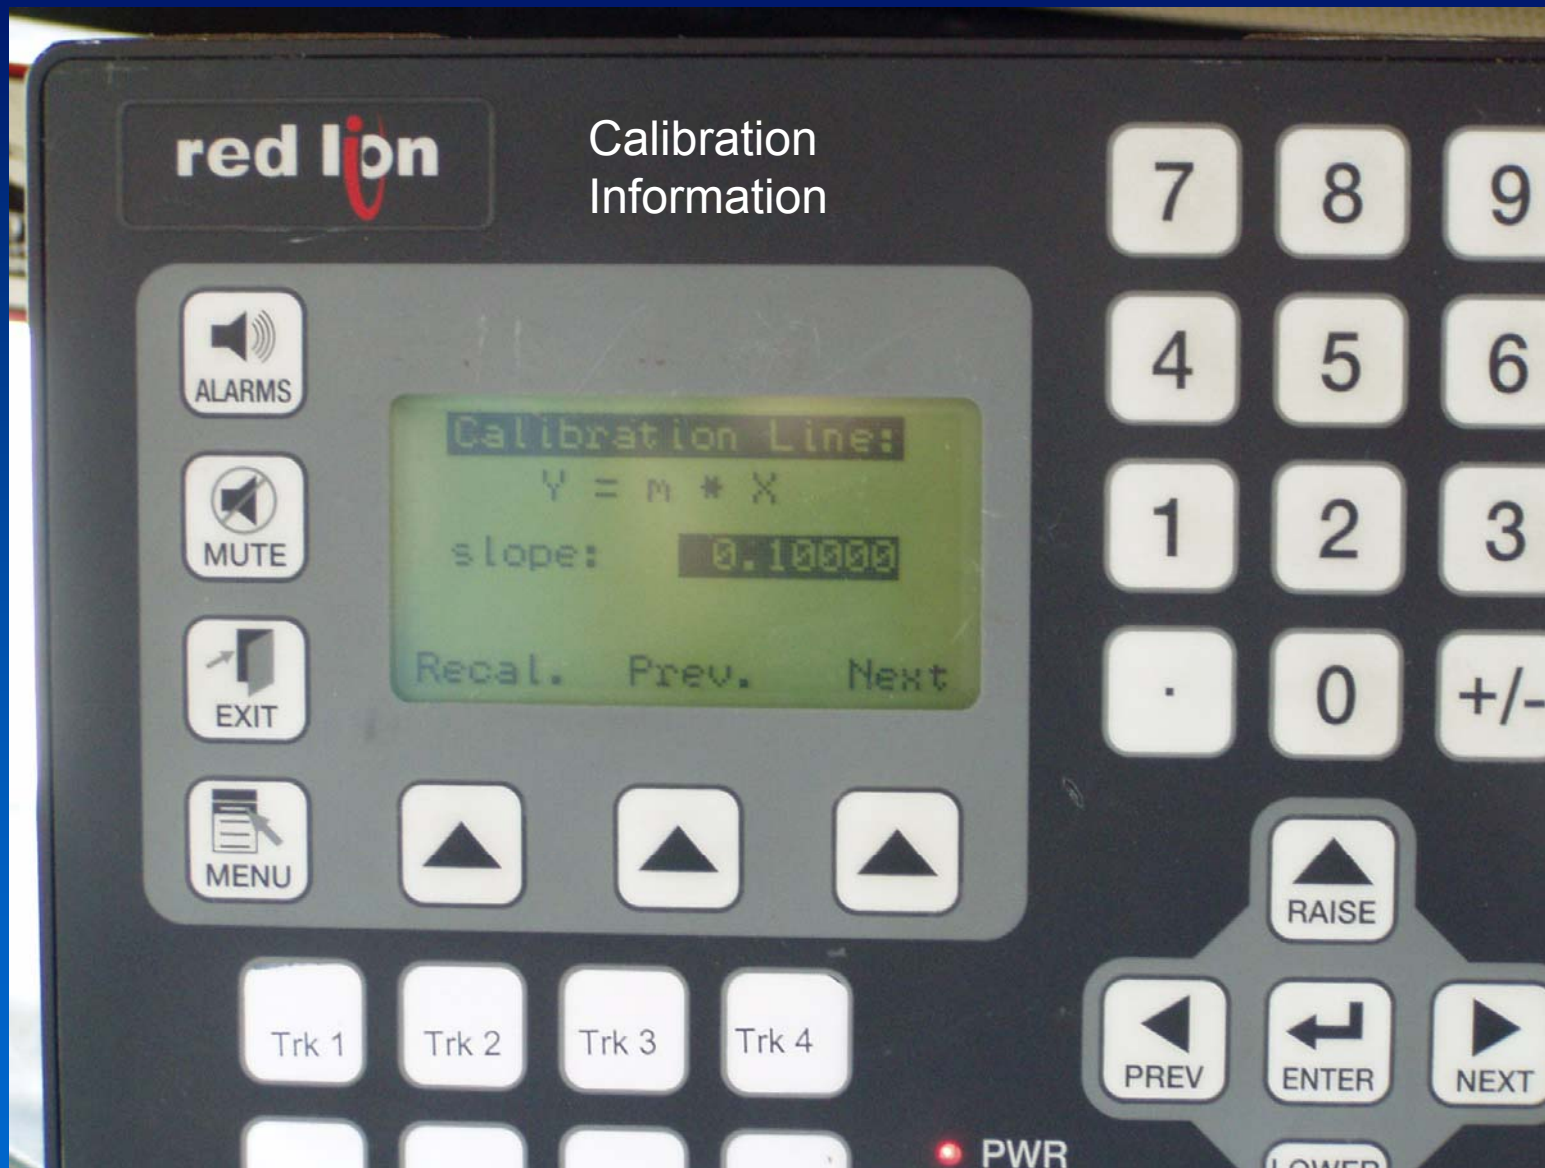 red lion
Calibration
Information
7 8 9
ALARMS
4 5 6
Calibration Line:
Y = m * X
MUTE
slope: 0.10000
1 2 3
EXIT
Recal. Prev. Next
. 0 +/-
MENU
RAISE
Trk 1 Trk 2 Trk 3 Trk 4
PREV ENTER NEXT
PWR
LOWER